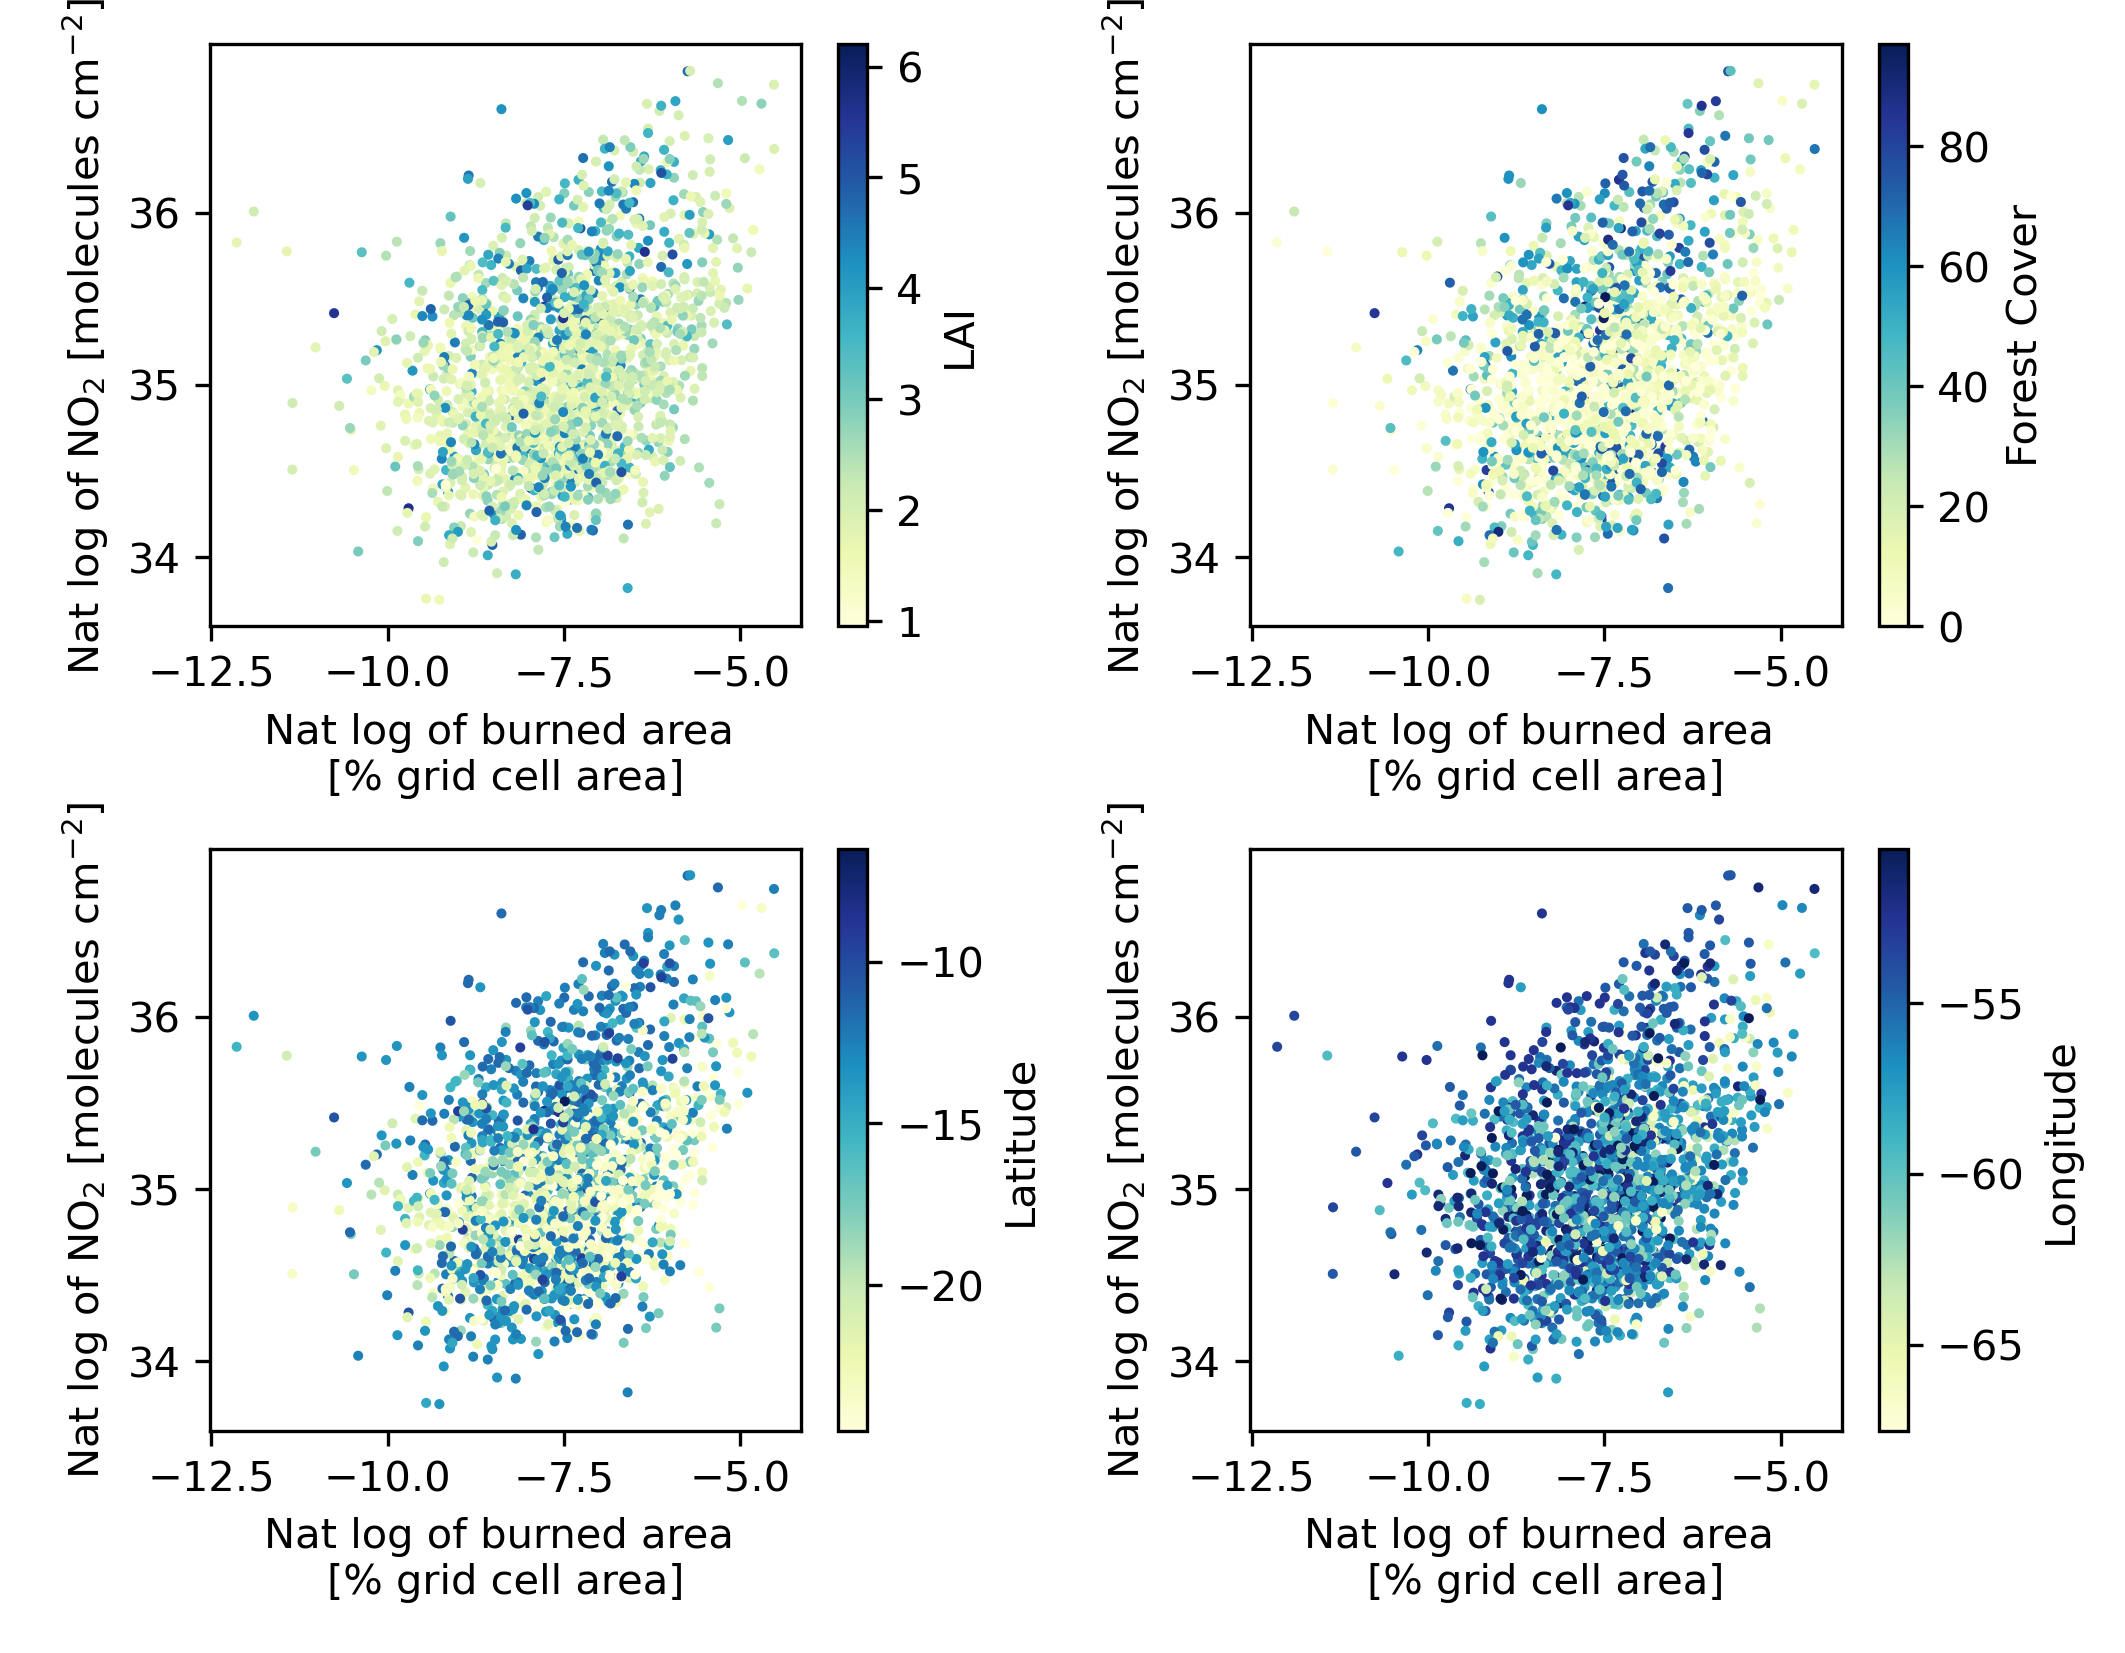 Nat log of NO₂ [molecules cm⁻²]
36
35
34
−12.5 −10.0 −7.5 −5.0
Nat log of burned area
[% grid cell area]
6
5
4
3
2
1
LAI
Nat log of NO₂ [molecules cm⁻²]
36
35
34
−12.5 −10.0 −7.5 −5.0
Nat log of burned area
[% grid cell area]
80
60
40
20
0
Forest Cover
Nat log of NO₂ [molecules cm⁻²]
36
35
34
−12.5 −10.0 −7.5 −5.0
Nat log of burned area
[% grid cell area]
−10
−15
−20
Latitude
Nat log of NO₂ [molecules cm⁻²]
36
35
34
−12.5 −10.0 −7.5 −5.0
Nat log of burned area
[% grid cell area]
−55
−60
−65
Longitude